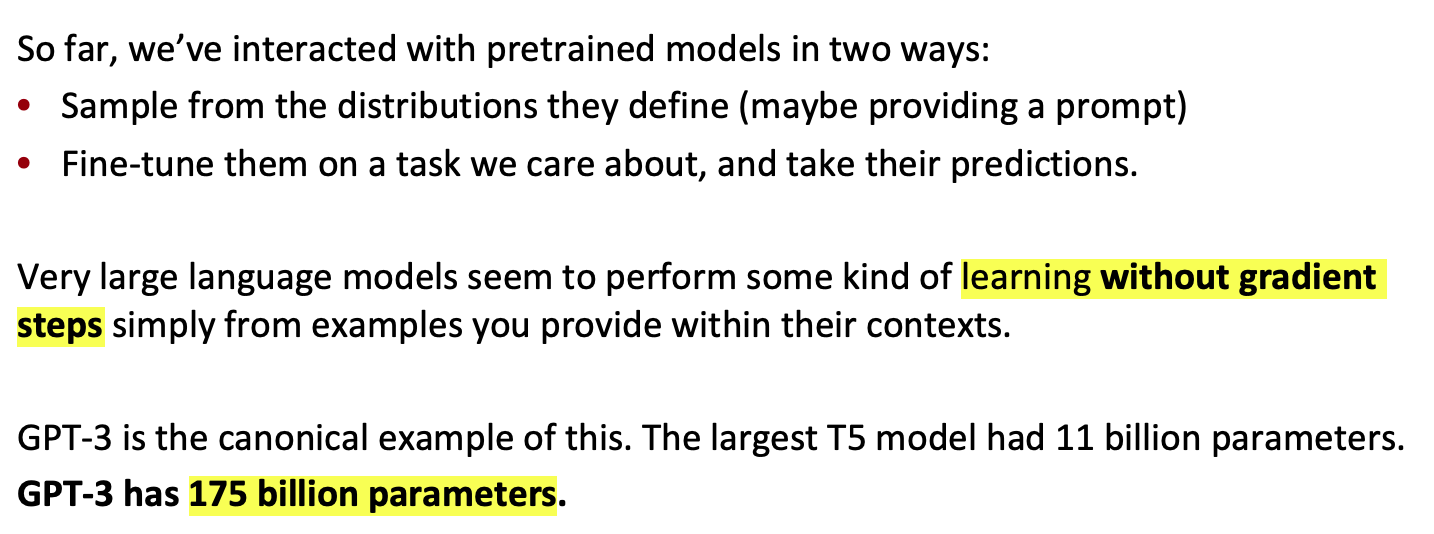 So far, we’ve interacted with pretrained models in two ways:
• Sample from the distributions they define (maybe providing a prompt)
• Fine-tune them on a task we care about, and take their predictions.
Very large language models seem to perform some kind of learning without gradient
steps simply from examples you provide within their contexts.
GPT-3 is the canonical example of this. The largest T5 model had 11 billion parameters.
GPT-3 has 175 billion parameters.